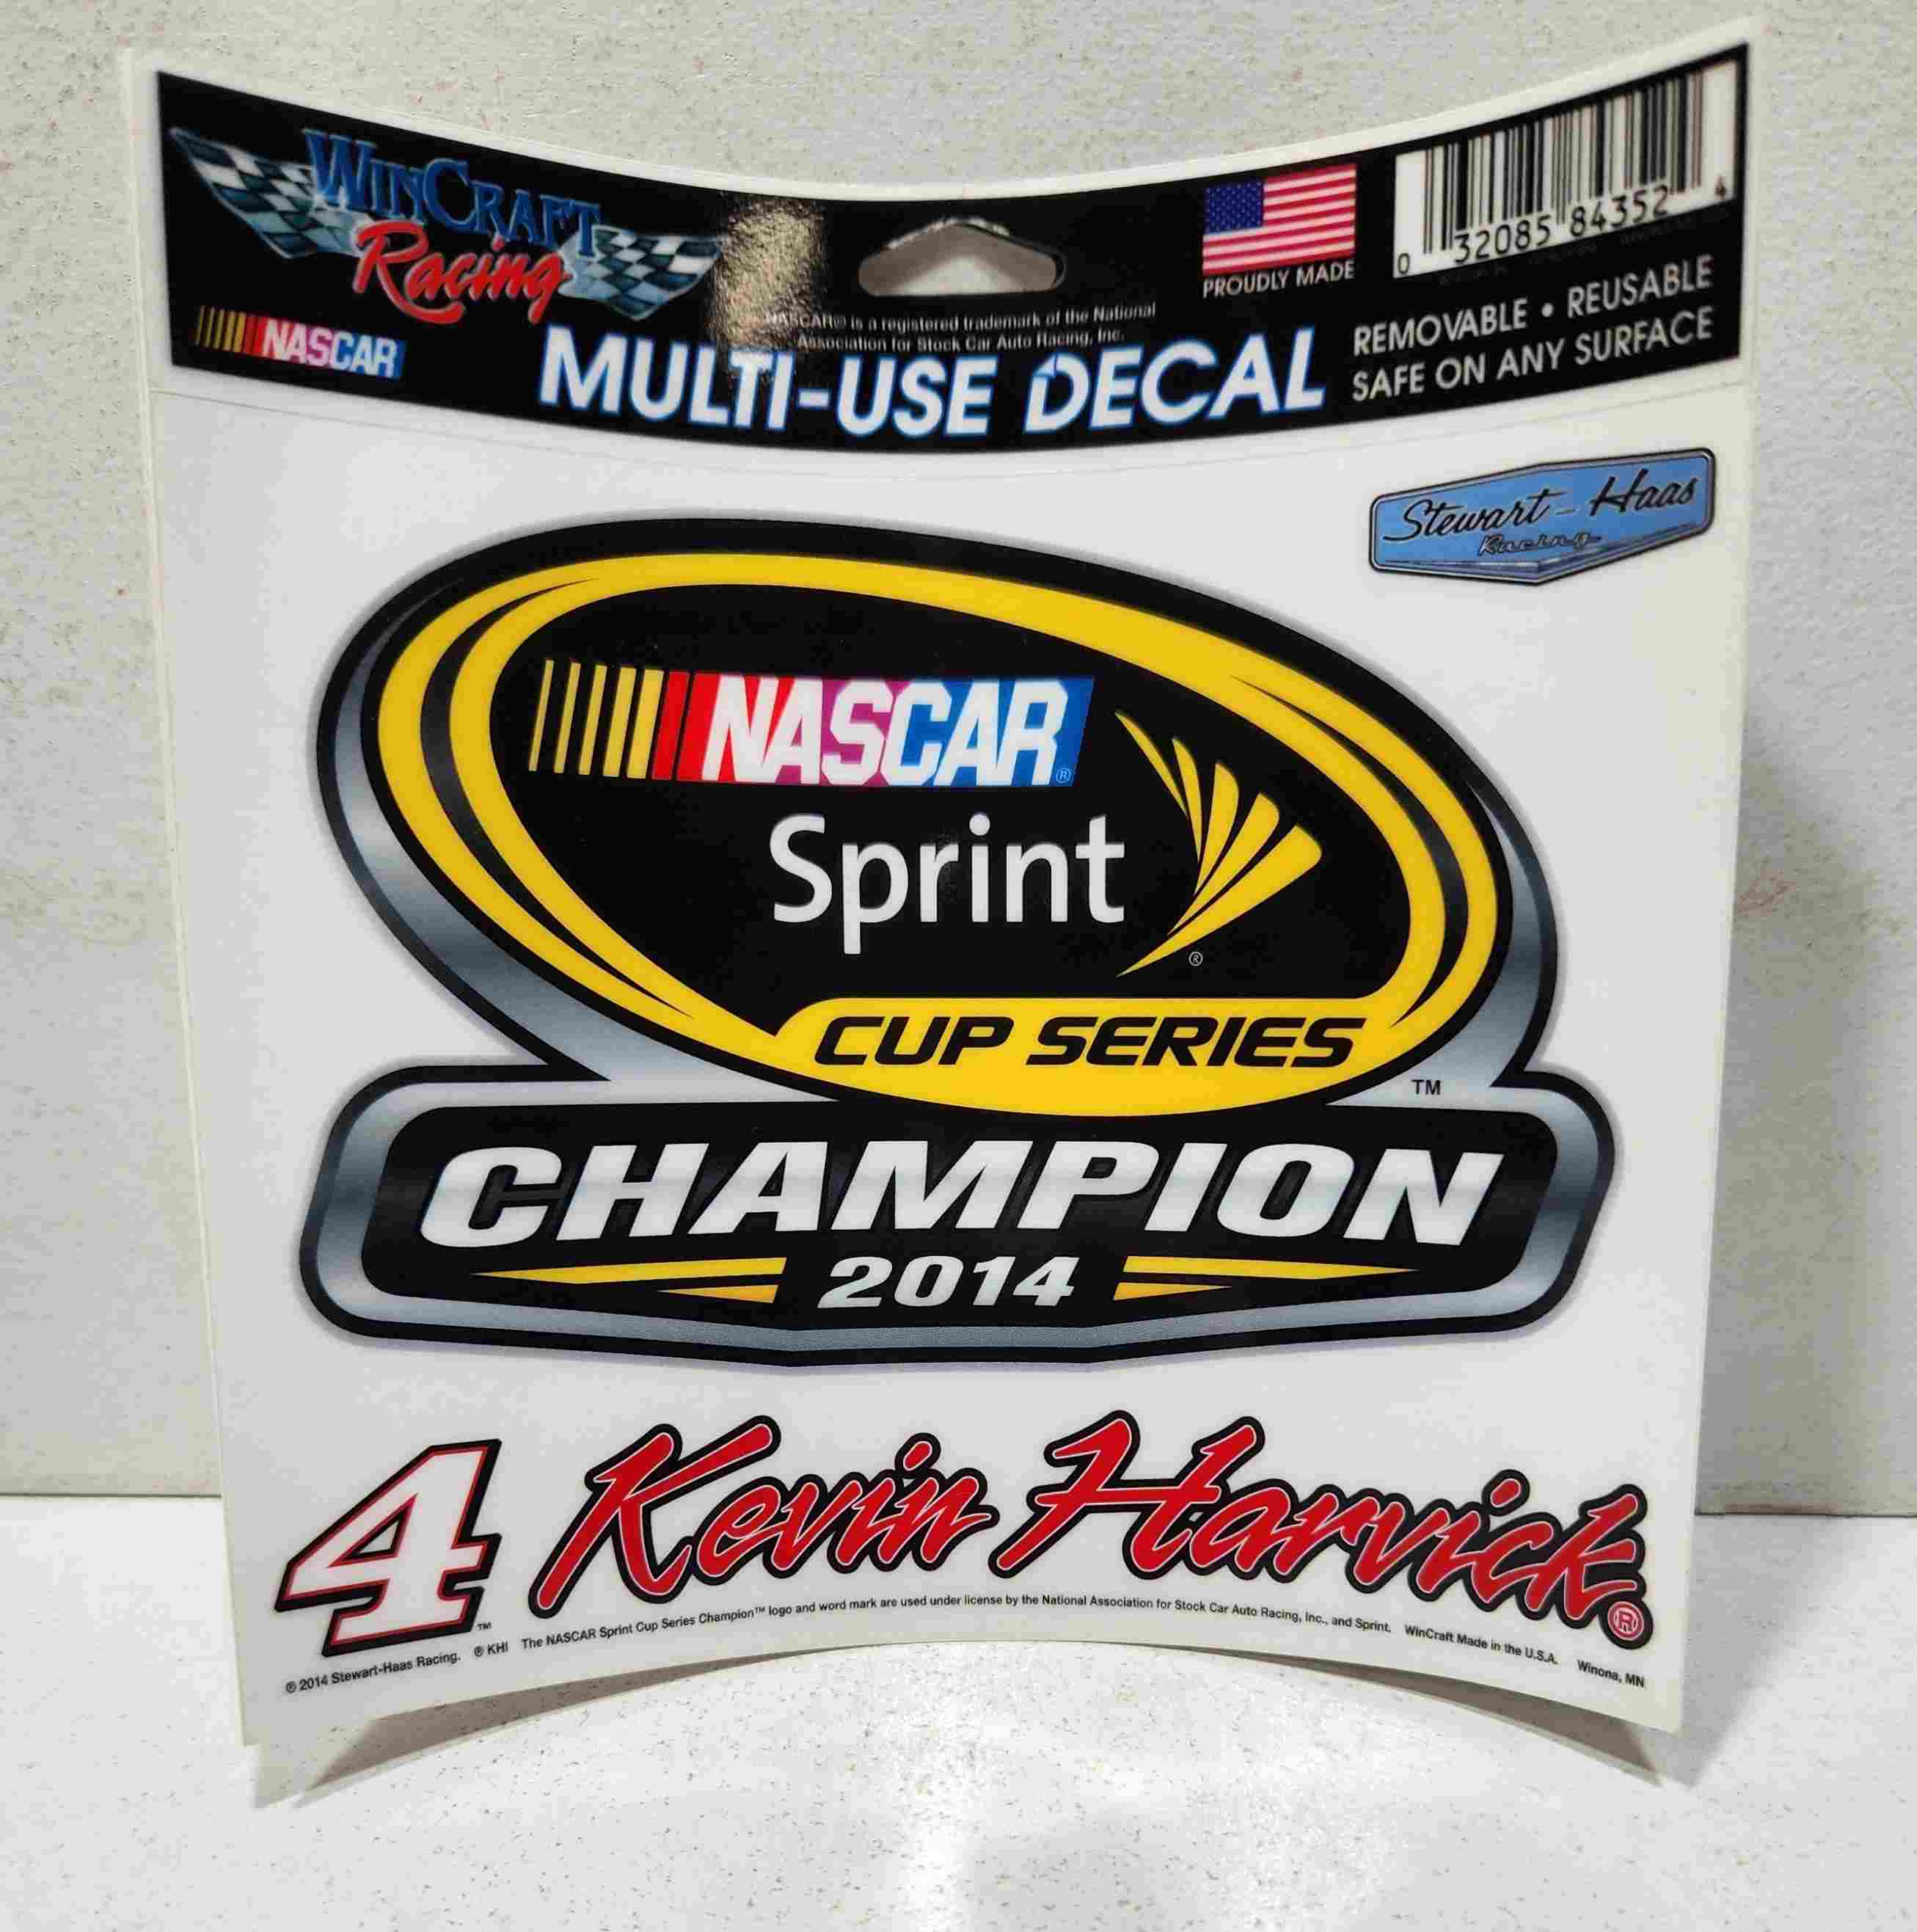 WINCRAFT
Racing
NASCAR
NASCAR® is a registered trademark of the National
Association for Stock Car Auto Racing, Inc.
MULTI-USE DECAL
PROUDLY MADE
0 32085 84352 4
REMOVABLE • REUSABLE
SAFE ON ANY SURFACE
Stewart-Haas
Racing
NASCAR®
Sprint ®
CUP SERIES
TM
CHAMPION
2014
4™ Kevin Harvick®
© 2014 Stewart-Haas Racing. ® KHI The NASCAR Sprint Cup Series Champion™ logo and word mark are used under license by the National Association for Stock Car Auto Racing, Inc., and Sprint. WinCraft Made in the U.S.A. Winona, MN